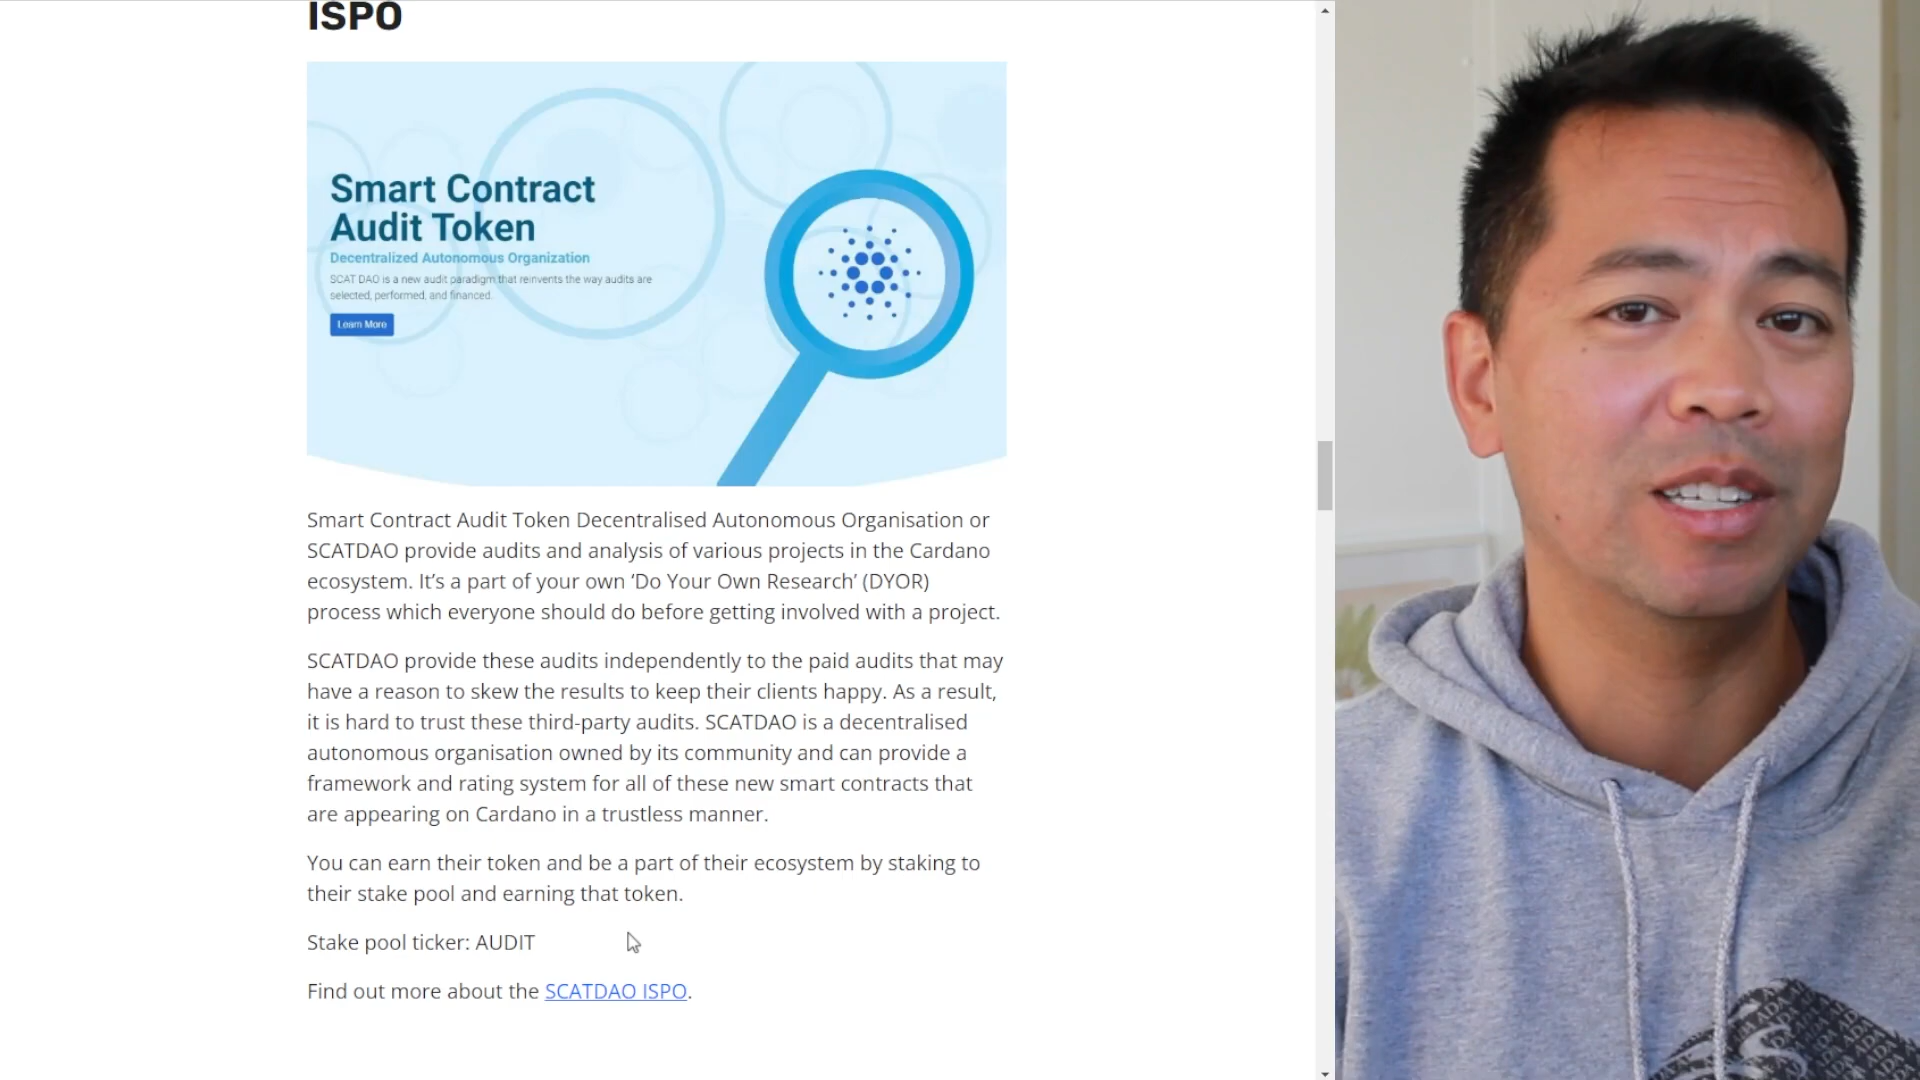 ISPO
Smart Contract
Audit Token
Decentralized Autonomous Organization
SCAT DAO is a new audit paradigm that reinvents the way audits are
selected, performed, and financed.
Learn More
Smart Contract Audit Token Decentralised Autonomous Organisation or
SCATDAO provide audits and analysis of various projects in the Cardano
ecosystem. It’s a part of your own ‘Do Your Own Research’ (DYOR)
process which everyone should do before getting involved with a project.
SCATDAO provide these audits independently to the paid audits that may
have a reason to skew the results to keep their clients happy. As a result,
it is hard to trust these third-party audits. SCATDAO is a decentralised
autonomous organisation owned by its community and can provide a
framework and rating system for all of these new smart contracts that
are appearing on Cardano in a trustless manner.
You can earn their token and be a part of their ecosystem by staking to
their stake pool and earning that token.
Stake pool ticker: AUDIT
Find out more about the SCATDAO ISPO.